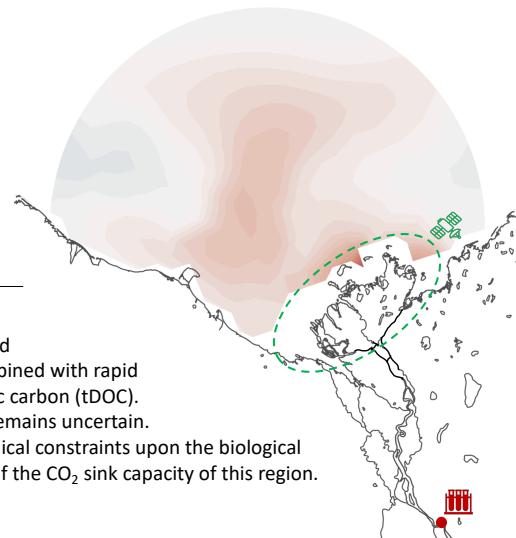 d
bined with rapid
c carbon (tDOC).
emains uncertain.
ical constraints upon the biological
of the CO₂ sink capacity of this region.